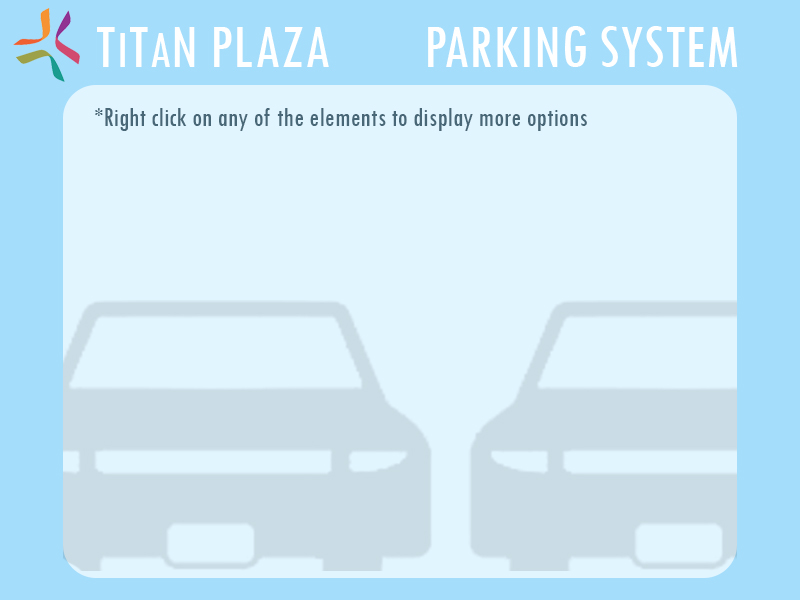 TiTAN PLAZA PARKING SYSTEM
*Right click on any of the elements to display more options